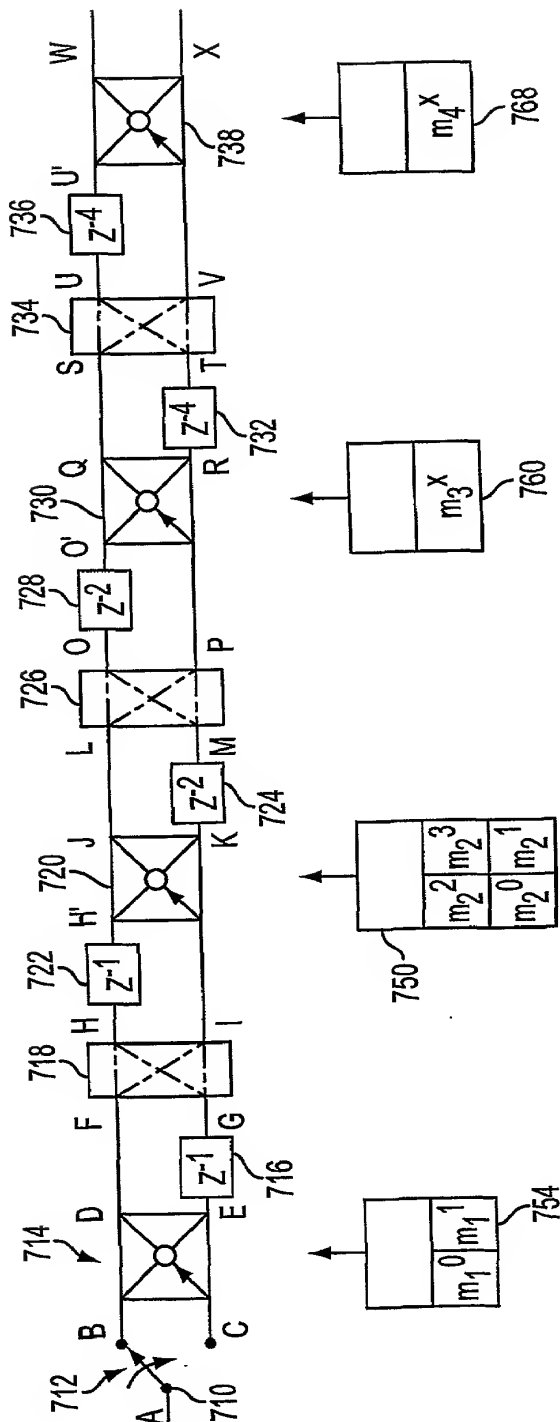 A
710
712
B
C
714
D
E
Z-1
716
F
G
718
H
I
Z-1
722
H'
720
J
K
Z-2
724
L
M
726
O
P
Z-2
728
O'
730
Q
R
Z-4
732
S
T
734
U
V
Z-4
736
U'
738
W
X
m₁⁰ m₁¹
754
750
m₂² m₂³
m₂⁰ m₂¹
m₃ˣ
760
m₄ˣ
768